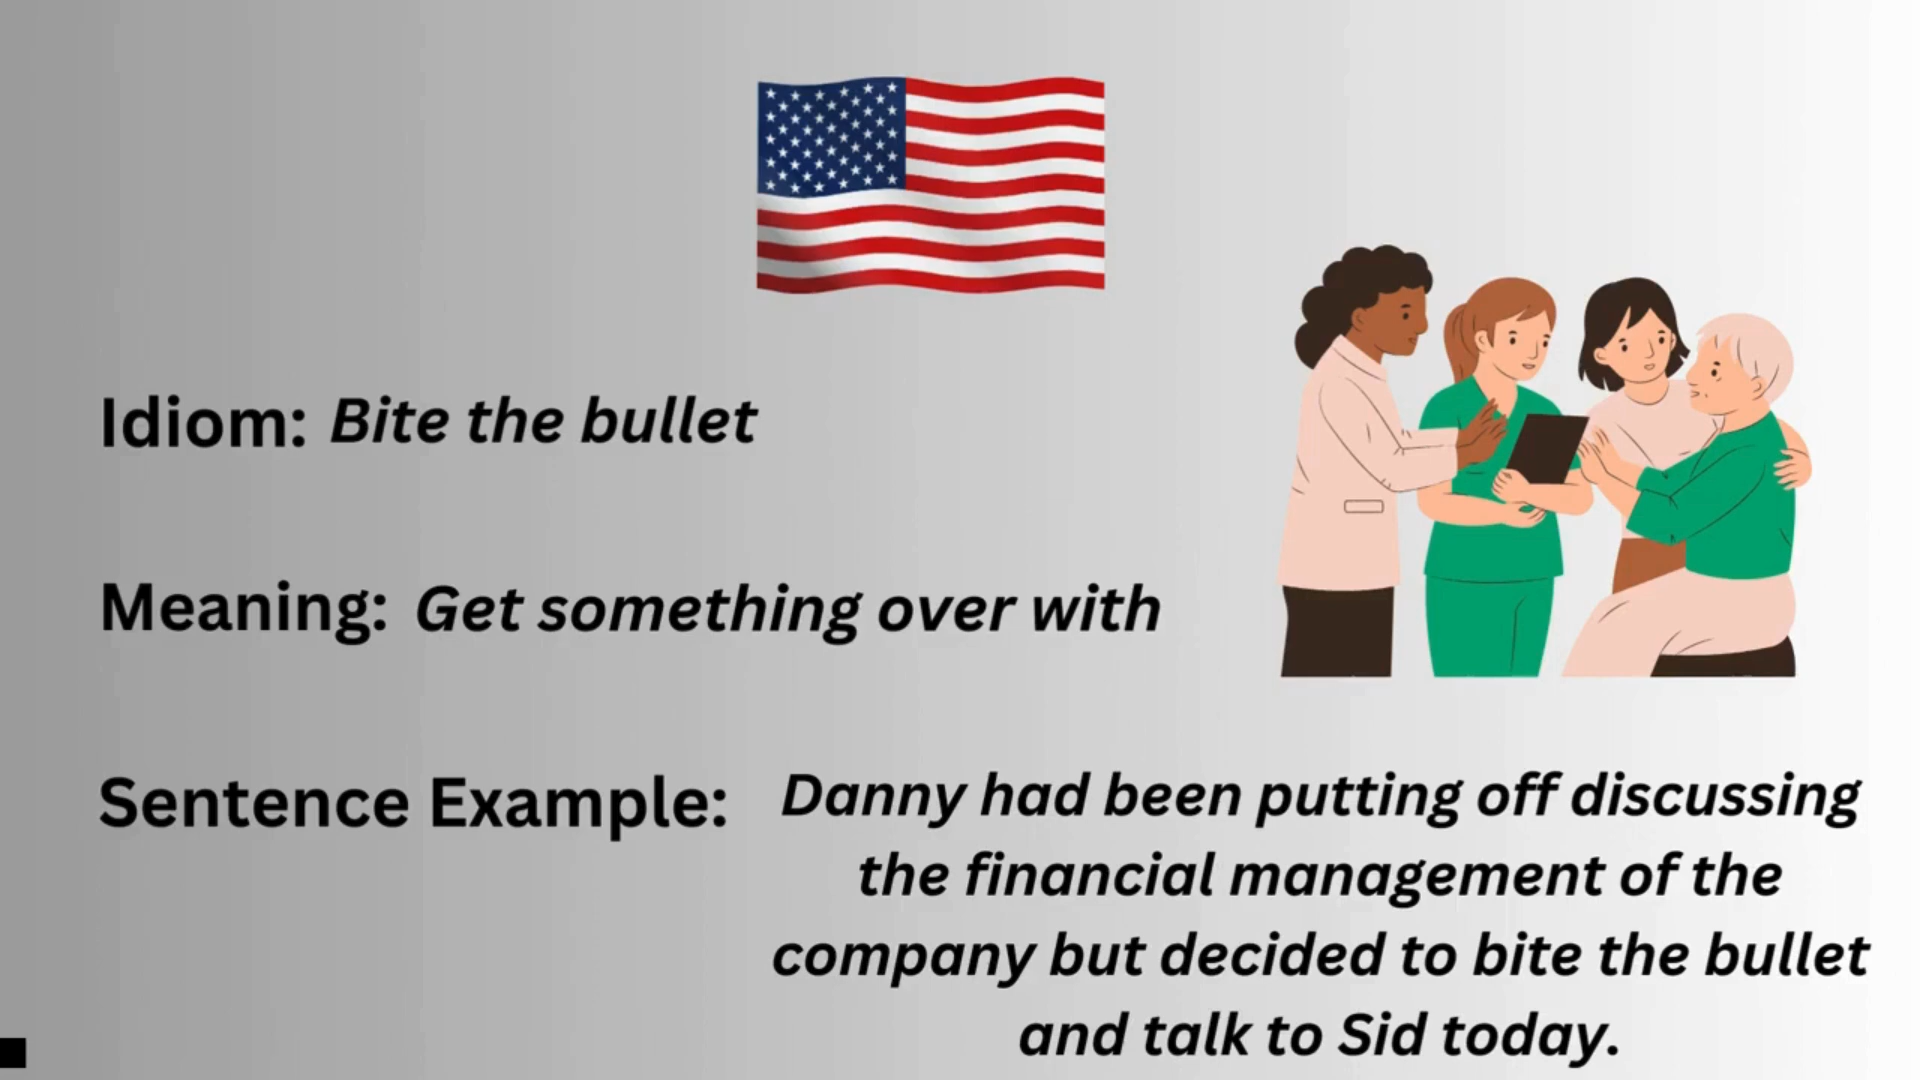 Idiom: Bite the bullet
Meaning: Get something over with
Sentence Example: Danny had been putting off discussing
the financial management of the
company but decided to bite the bullet
and talk to Sid today.